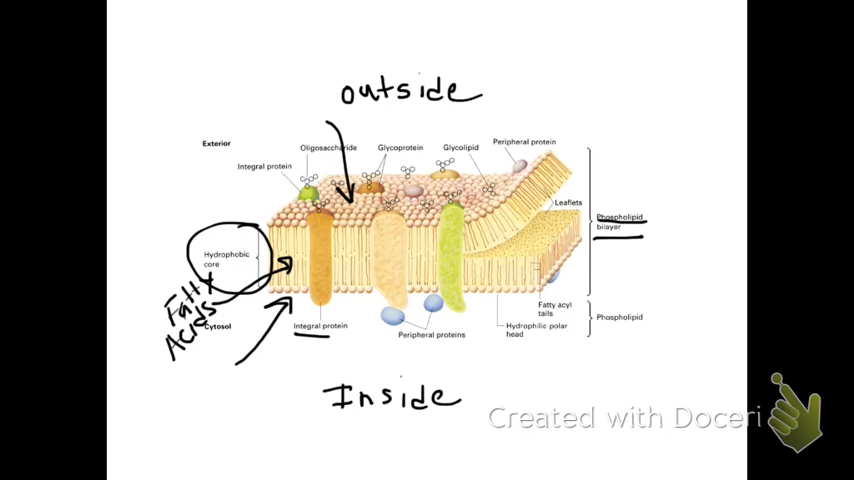 outside
Exterior
Oligosaccharide
Glycoprotein
Glycolipid
Peripheral protein
Integral protein
Leaflets
Phospholipid
bilayer
Hydrophobic
core
Fatty
Acids
Cytosol
Integral protein
Peripheral proteins
Fatty acyl
tails
Hydrophilic polar
head
Phospholipid
Inside
Created with Doceri